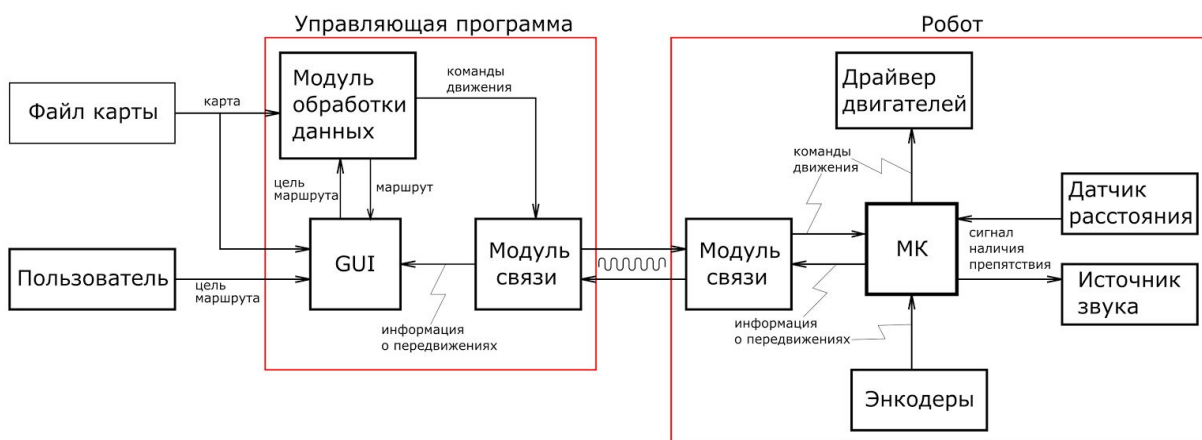 Управляющая программа
Робот
Файл карты
карта
Модуль
обработки
данных
команды
движения
цель
маршрута
маршрут
Пользователь
цель
маршрута
GUI
Модуль
связи
информация
о передвижениях
Драйвер
двигателей
команды
движения
Модуль
связи
МК
Датчик
расстояния
сигнал
наличия
препятствия
Источник
звука
информация
о передвижениях
Энкодеры